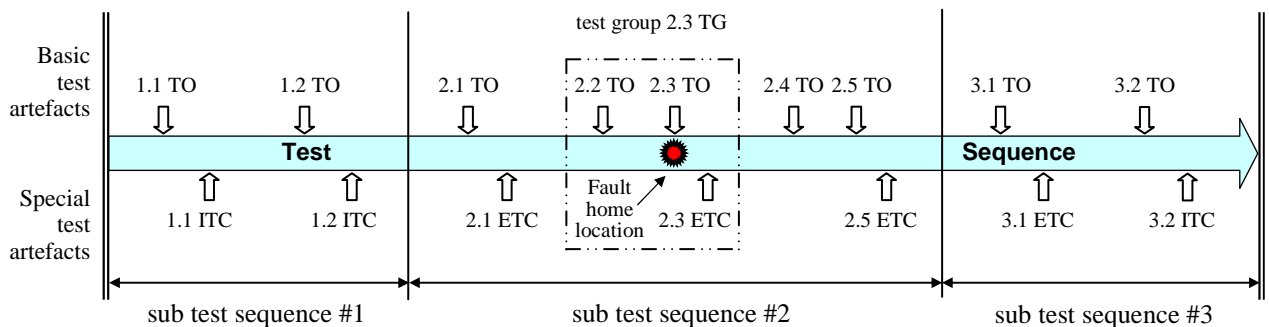 test group 2.3 TG
Basic
test
artefacts
1.1 TO 1.2 TO 2.1 TO 2.2 TO 2.3 TO 2.4 TO 2.5 TO 3.1 TO 3.2 TO
Test Sequence
Special
test
artefacts
Fault
home
location
1.1 ITC 1.2 ITC 2.1 ETC 2.3 ETC 2.5 ETC 3.1 ETC 3.2 ITC
sub test sequence #1 sub test sequence #2 sub test sequence #3